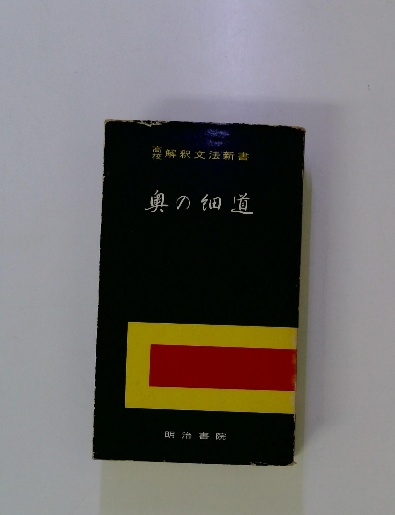 高校解釈文法新書
奥の細道
明治書院